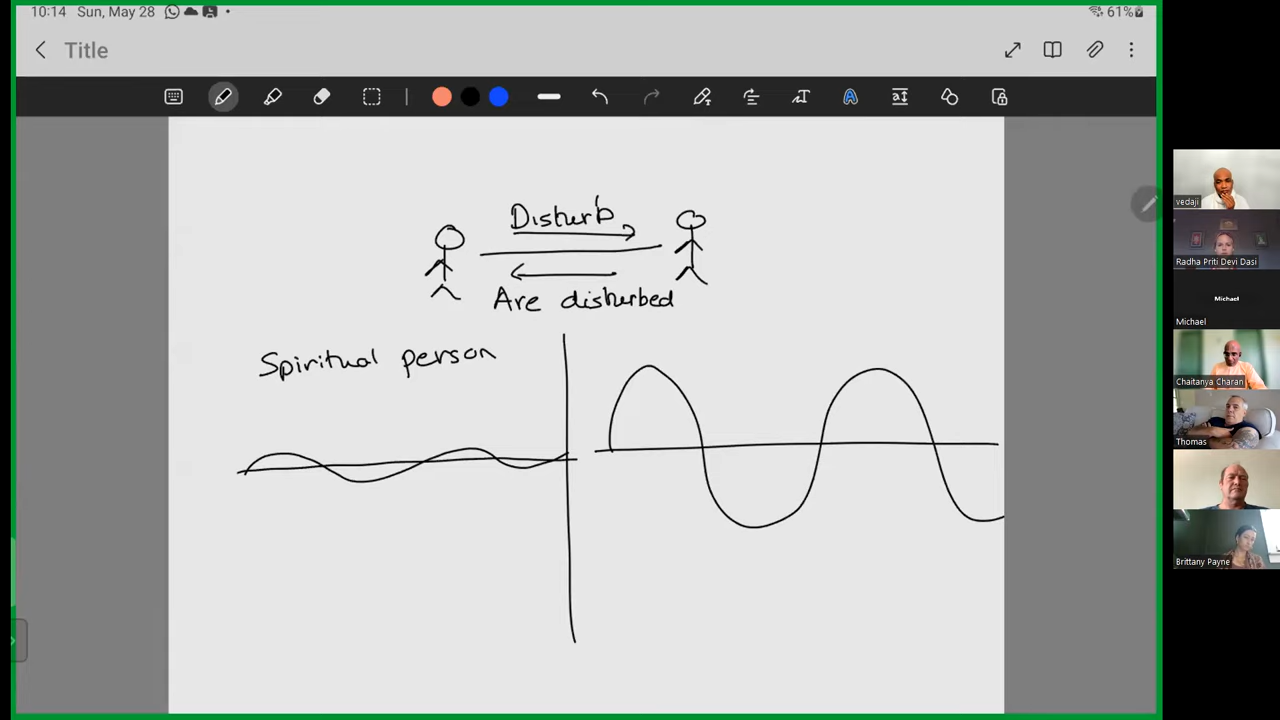 10:14 Sun, May 28
61%
Title
Disturb
Are disturbed
Spiritual person
vedaji
Radha Priti Devi Dasi
Michael
Michael
Chaitanya Charan
Thomas
Brittany Payne